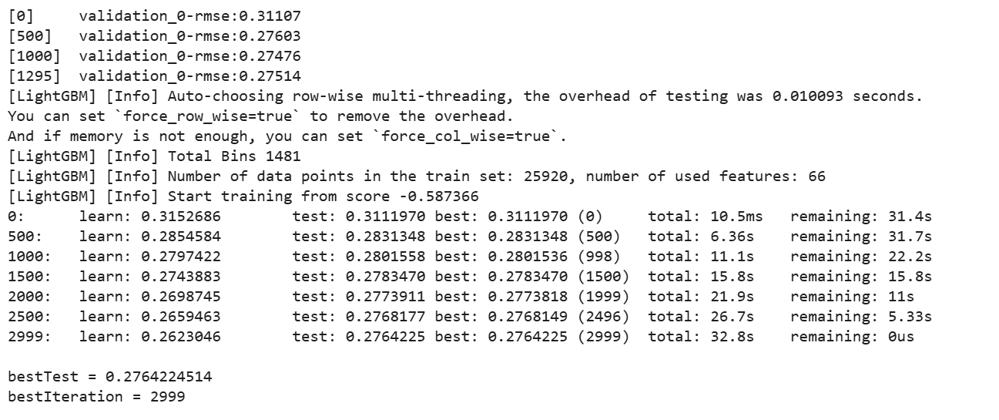 [0] validation_0-rmse:0.31107
[500] validation_0-rmse:0.27603
[1000] validation_0-rmse:0.27476
[1295] validation_0-rmse:0.27514
[LightGBM] [Info] Auto-choosing row-wise multi-threading, the overhead of testing was 0.010093 seconds.
You can set `force_row_wise=true` to remove the overhead.
And if memory is not enough, you can set `force_col_wise=true`.
[LightGBM] [Info] Total Bins 1481
[LightGBM] [Info] Number of data points in the train set: 25920, number of used features: 66
[LightGBM] [Info] Start training from score -0.587366
0: learn: 0.3152686 test: 0.3111970 best: 0.3111970 (0) total: 10.5ms remaining: 31.4s
500: learn: 0.2854584 test: 0.2831348 best: 0.2831348 (500) total: 6.36s remaining: 31.7s
1000: learn: 0.2797422 test: 0.2801558 best: 0.2801536 (998) total: 11.1s remaining: 22.2s
1500: learn: 0.2743883 test: 0.2783470 best: 0.2783470 (1500) total: 15.8s remaining: 15.8s
2000: learn: 0.2698745 test: 0.2773911 best: 0.2773818 (1999) total: 21.9s remaining: 11s
2500: learn: 0.2659463 test: 0.2768177 best: 0.2768149 (2496) total: 26.7s remaining: 5.33s
2999: learn: 0.2623046 test: 0.2764225 best: 0.2764225 (2999) total: 32.8s remaining: 0us
bestTest = 0.2764224514
bestIteration = 2999